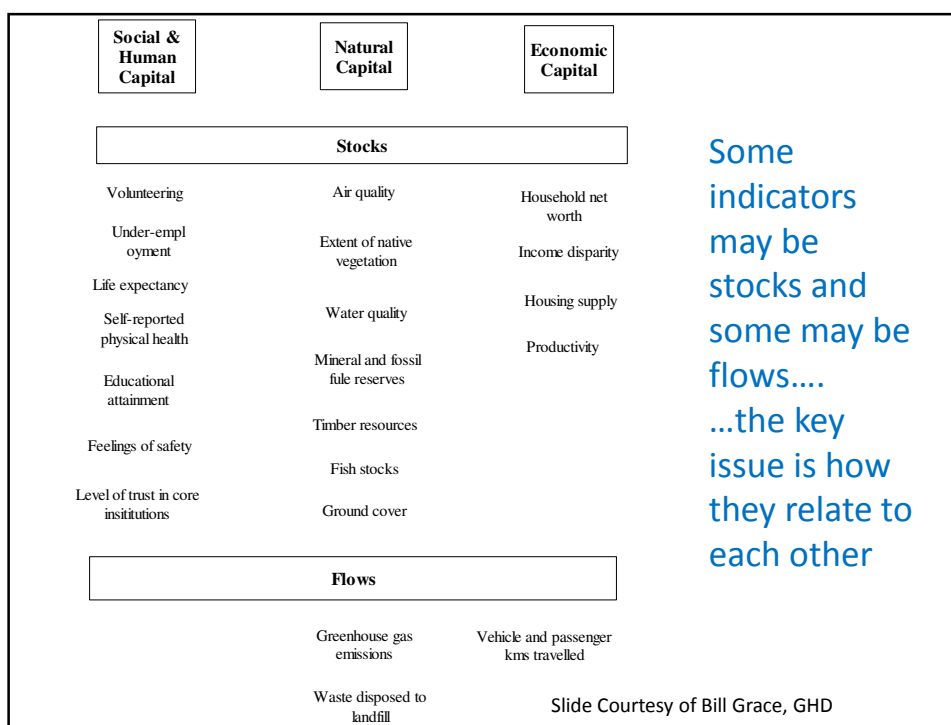 Social &
Human
Capital
Natural
Capital
Economic
Capital
Stocks
Volunteering
Under-empl
oyment
Life expectancy
Self-reported
physical health
Educational
attainment
Feelings of safety
Level of trust in core
insititutions
Air quality
Extent of native
vegetation
Water quality
Mineral and fossil
fule reserves
Timber resources
Fish stocks
Ground cover
Household net
worth
Income disparity
Housing supply
Productivity
Flows
Greenhouse gas
emissions
Waste disposed to
landfill
Vehicle and passenger
kms travelled
Some
indicators
may be
stocks and
some may be
flows....
...the key
issue is how
they relate to
each other
Slide Courtesy of Bill Grace, GHD